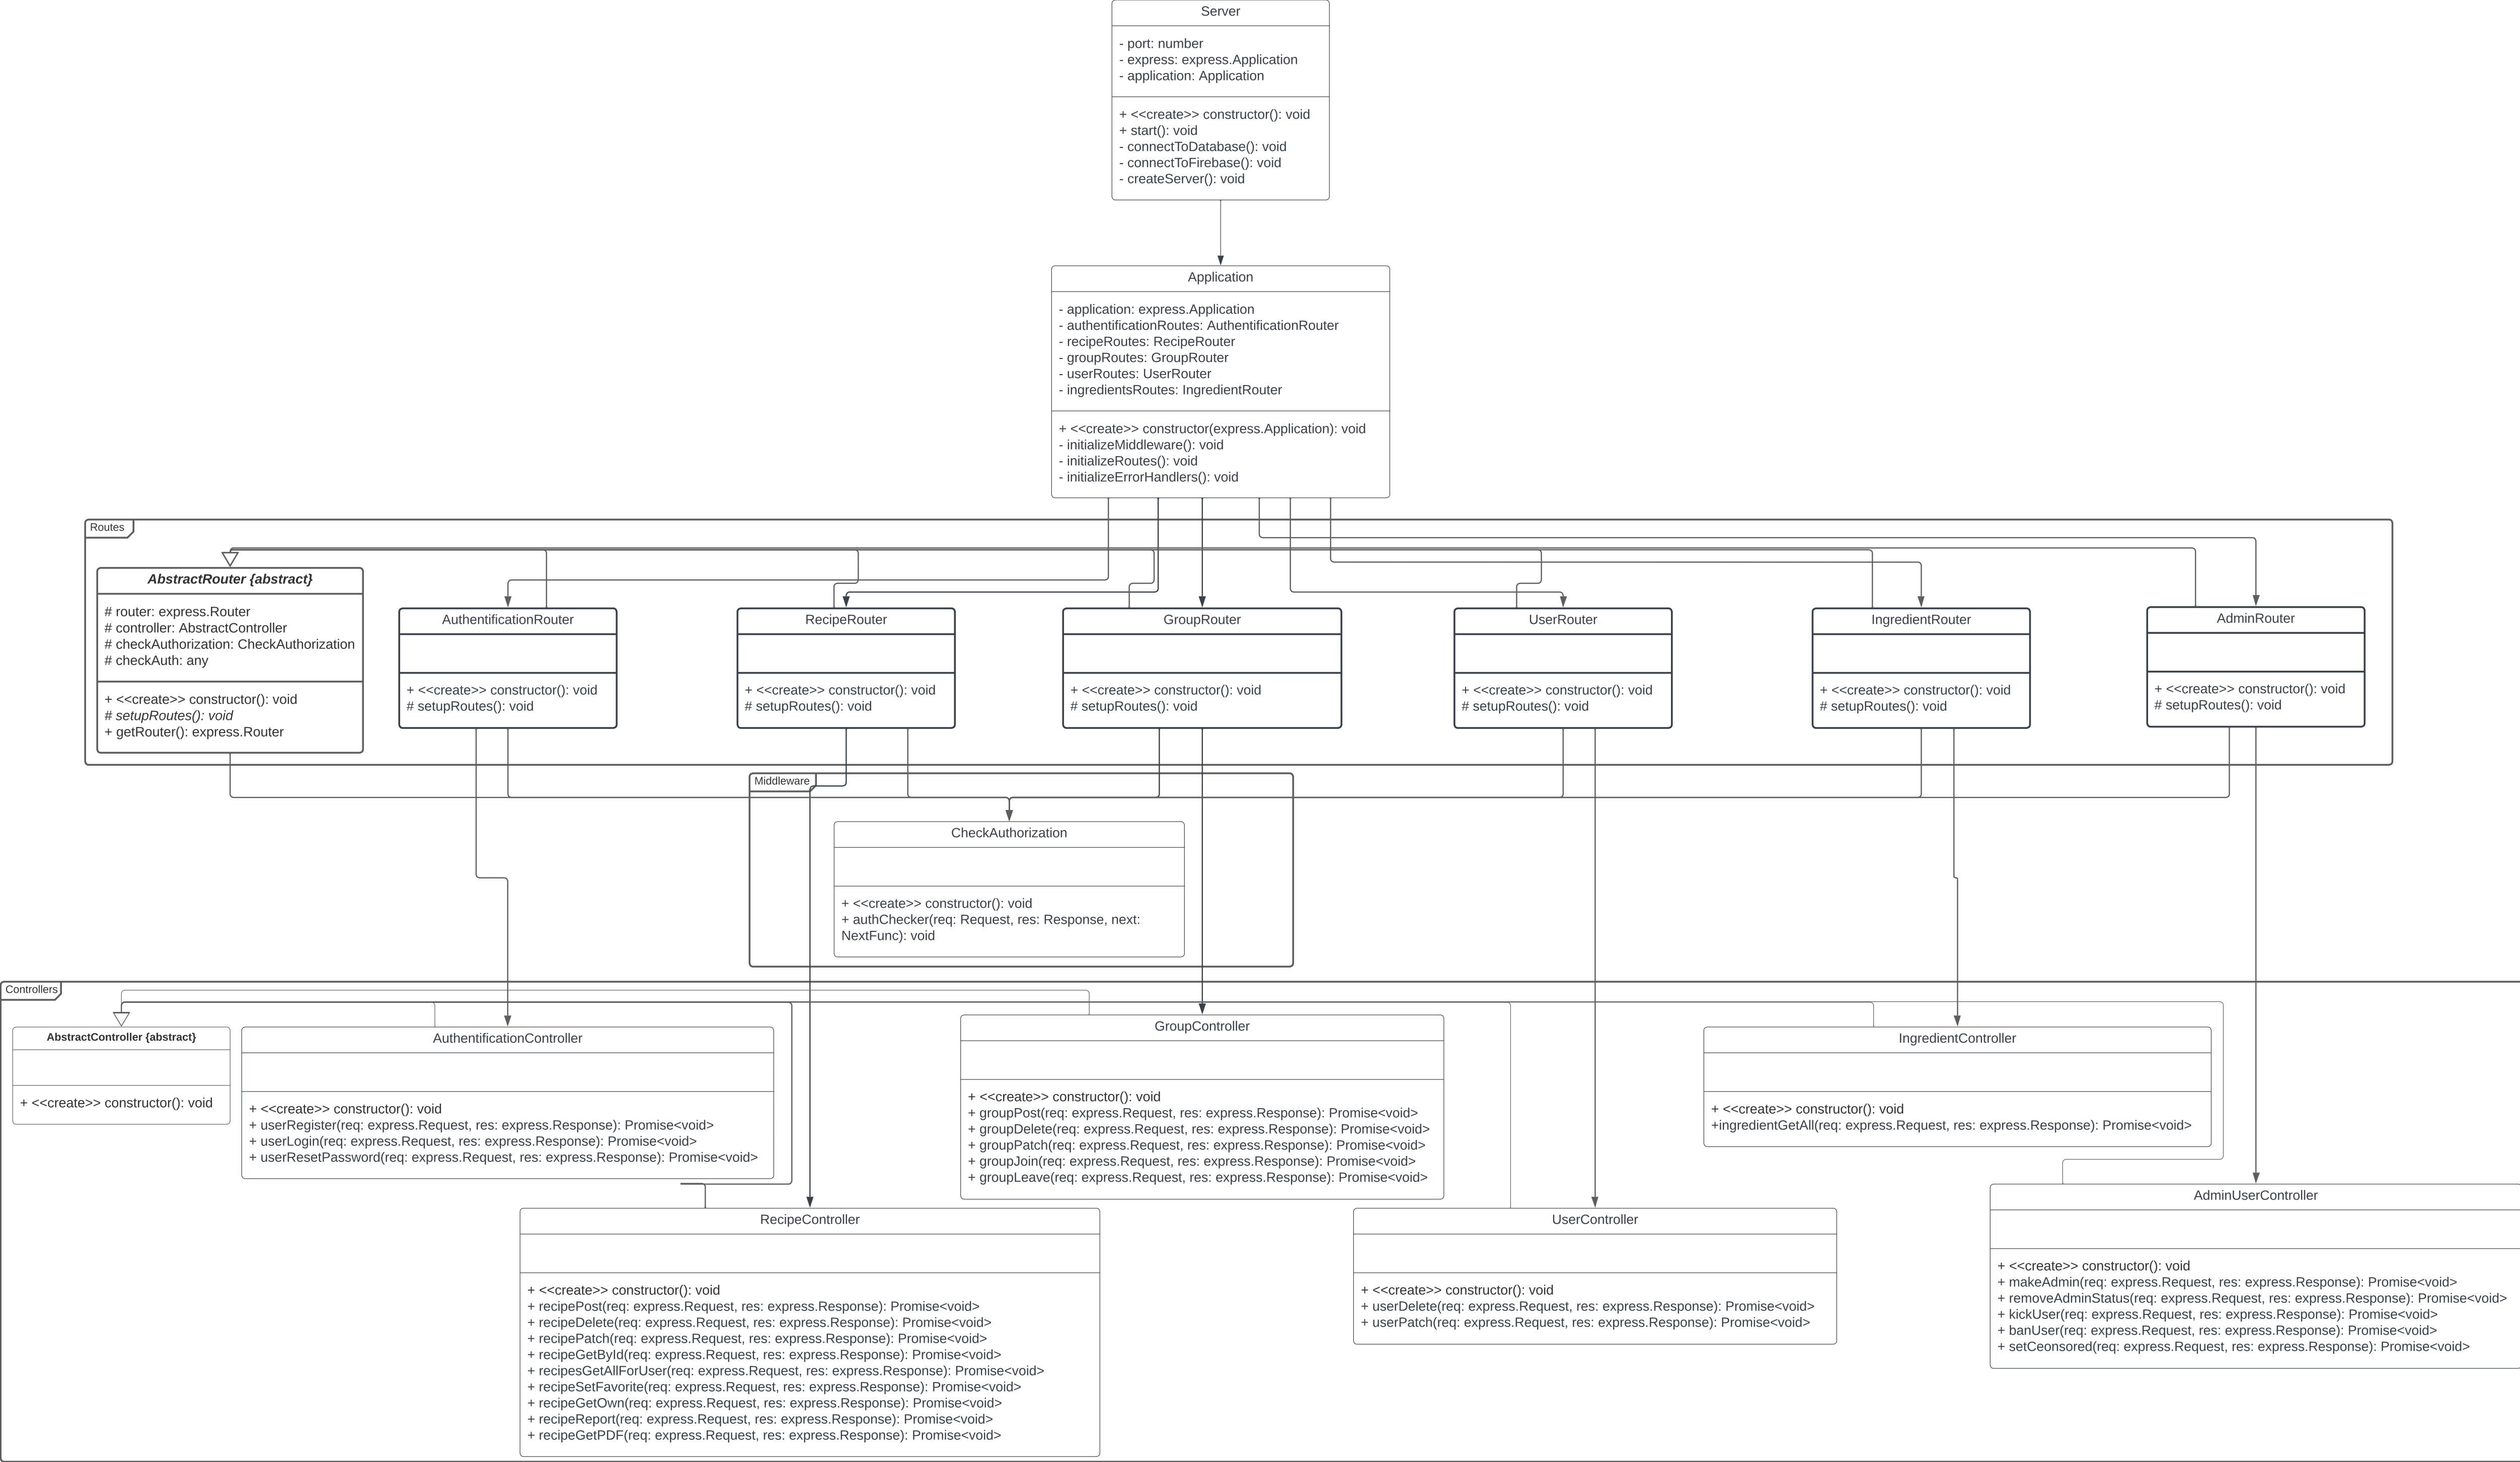 Server
- port: number
- express: express.Application
- application: Application
+ <<create>> constructor(): void
+ start(): void
- connectToDatabase(): void
- connectToFirebase(): void
- createServer(): void
Application
- application: express.Application
- authentificationRoutes: AuthentificationRouter
- recipeRoutes: RecipeRouter
- groupRoutes: GroupRouter
- userRoutes: UserRouter
- ingredientsRoutes: IngredientRouter
+ <<create>> constructor(express.Application): void
- initializeMiddleware(): void
- initializeRoutes(): void
- initializeErrorHandlers(): void
Routes
AbstractRouter {abstract}
# router: express.Router
# controller: AbstractController
# checkAuthorization: CheckAuthorization
# checkAuth: any
+ <<create>> constructor(): void
# setupRoutes(): void
+ getRouter(): express.Router
AuthentificationRouter
+ <<create>> constructor(): void
# setupRoutes(): void
RecipeRouter
+ <<create>> constructor(): void
# setupRoutes(): void
GroupRouter
+ <<create>> constructor(): void
# setupRoutes(): void
UserRouter
+ <<create>> constructor(): void
# setupRoutes(): void
IngredientRouter
+ <<create>> constructor(): void
# setupRoutes(): void
AdminRouter
+ <<create>> constructor(): void
# setupRoutes(): void
Middleware
CheckAuthorization
+ <<create>> constructor(): void
+ authChecker(req: Request, res: Response, next:
NextFunc): void
Controllers
AbstractController {abstract}
+ <<create>> constructor(): void
AuthentificationController
+ <<create>> constructor(): void
+ userRegister(req: express.Request, res: express.Response): Promise<void>
+ userLogin(req: express.Request, res: express.Response): Promise<void>
+ userResetPassword(req: express.Request, res: express.Response): Promise<void>
GroupController
+ <<create>> constructor(): void
+ groupPost(req: express.Request, res: express.Response): Promise<void>
+ groupDelete(req: express.Request, res: express.Response): Promise<void>
+ groupPatch(req: express.Request, res: express.Response): Promise<void>
+ groupJoin(req: express.Request, res: express.Response): Promise<void>
+ groupLeave(req: express.Request, res: express.Response): Promise<void>
IngredientController
+ <<create>> constructor(): void
+ingredientGetAll(req: express.Request, res: express.Response): Promise<void>
RecipeController
+ <<create>> constructor(): void
+ recipePost(req: express.Request, res: express.Response): Promise<void>
+ recipeDelete(req: express.Request, res: express.Response): Promise<void>
+ recipePatch(req: express.Request, res: express.Response): Promise<void>
+ recipeGetById(req: express.Request, res: express.Response): Promise<void>
+ recipesGetAllForUser(req: express.Request, res: express.Response): Promise<void>
+ recipeSetFavorite(req: express.Request, res: express.Response): Promise<void>
+ recipeGetOwn(req: express.Request, res: express.Response): Promise<void>
+ recipeReport(req: express.Request, res: express.Response): Promise<void>
+ recipeGetPDF(req: express.Request, res: express.Response): Promise<void>
UserController
+ <<create>> constructor(): void
+ userDelete(req: express.Request, res: express.Response): Promise<void>
+ userPatch(req: express.Request, res: express.Response): Promise<void>
AdminUserController
+ <<create>> constructor(): void
+ makeAdmin(req: express.Request, res: express.Response): Promise<void>
+ removeAdminStatus(req: express.Request, res: express.Response): Promise<void>
+ kickUser(req: express.Request, res: express.Response): Promise<void>
+ banUser(req: express.Request, res: express.Response): Promise<void>
+ setCeonsored(req: express.Request, res: express.Response): Promise<void>